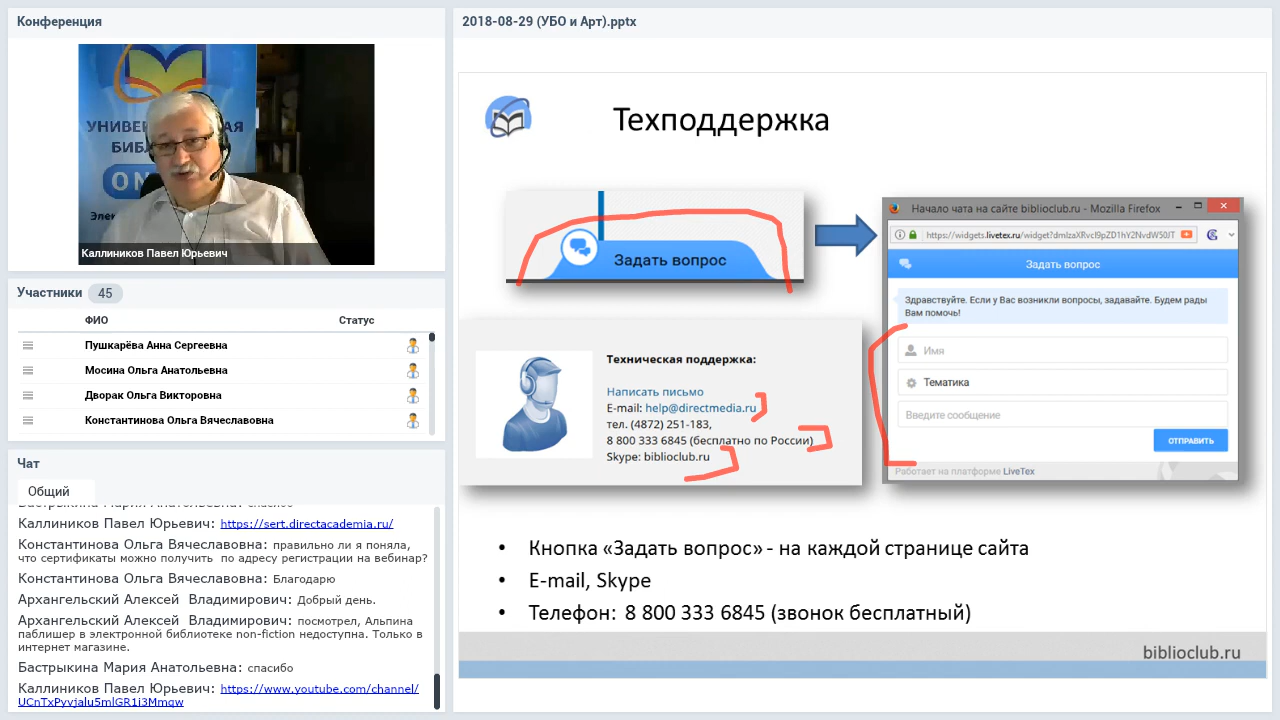 Конференция
УНИВЕРСИТЕТСКАЯ
Каллиников Павел Юрьевич
Участники 45
ФИО Статус
Пушкарёва Анна Сергеевна
Мосина Ольга Анатольевна
Дворак Ольга Викторовна
Константинова Ольга Вячеславовна
Чат
Общий
Бастрыкина Мария Анатольевна: спасибо
Каллиников Павел Юрьевич: https://sert.directacademia.ru/
Константинова Ольга Вячеславовна: правильно ли я поняла,
что сертификаты можно получить по адресу регистрации на вебинар?
Константинова Ольга Вячеславовна: Благодарю
Архангельский Алексей Владимирович: Добрый день.
Архангельский Алексей Владимирович: посмотрел, Альпина
паблишер в электронной библиотеке non-fiction недоступна. Только в
интернет магазине.
Бастрыкина Мария Анатольевна: спасибо
Каллиников Павел Юрьевич: https://www.youtube.com/channel/
UCnTxPyvjalu5mlGR1i3Mmqw
2018-08-29 (УБО и Арт).pptx
Техподдержка
Задать вопрос
Начало чата на сайте biblioclub.ru - Mozilla Firefox
Задать вопрос
Здравствуйте. Если у Вас возникли вопросы, задавайте. Будем рады
Вам помочь!
Имя
Тематика
Введите сообщение
ОТПРАВИТЬ
Работает на платформе LiveTex
Техническая поддержка:
Написать письмо
E-mail: help@directmedia.ru
тел. (4872) 251-183,
8 800 333 6845 (бесплатно по России)
Skype: biblioclub.ru
• Кнопка «Задать вопрос» - на каждой странице сайта
• E-mail, Skype
• Телефон: 8 800 333 6845 (звонок бесплатный)
biblioclub.ru